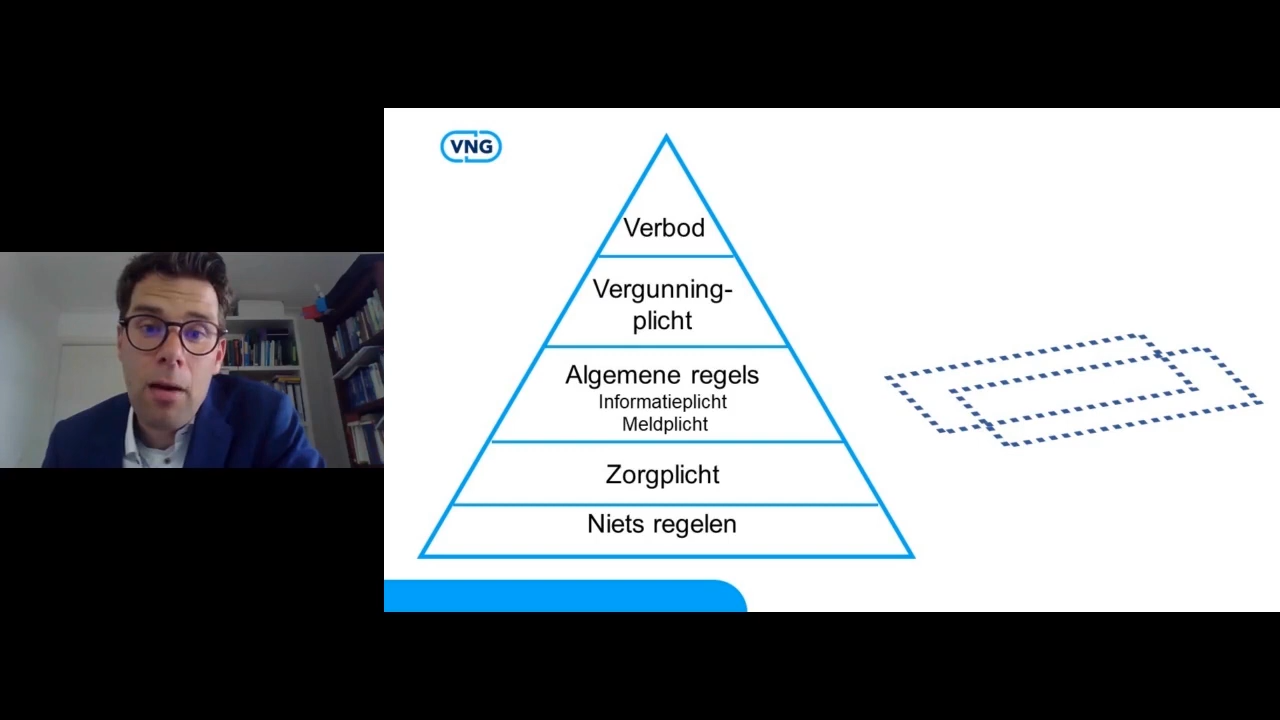 VNG
Verbod
Vergunning-
plicht
Algemene regels
Informatieplicht
Meldplicht
Zorgplicht
Niets regelen